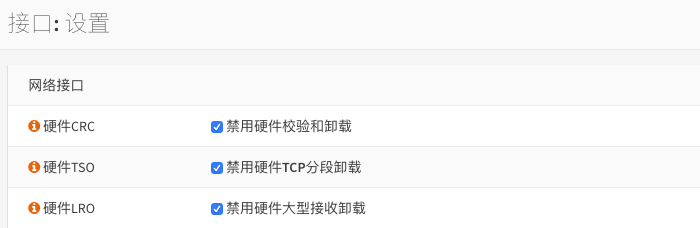 接口: 设置
网络接口
硬件CRC 禁用硬件校验和卸载
硬件TSO 禁用硬件TCP分段卸载
硬件LRO 禁用硬件大型接收卸载